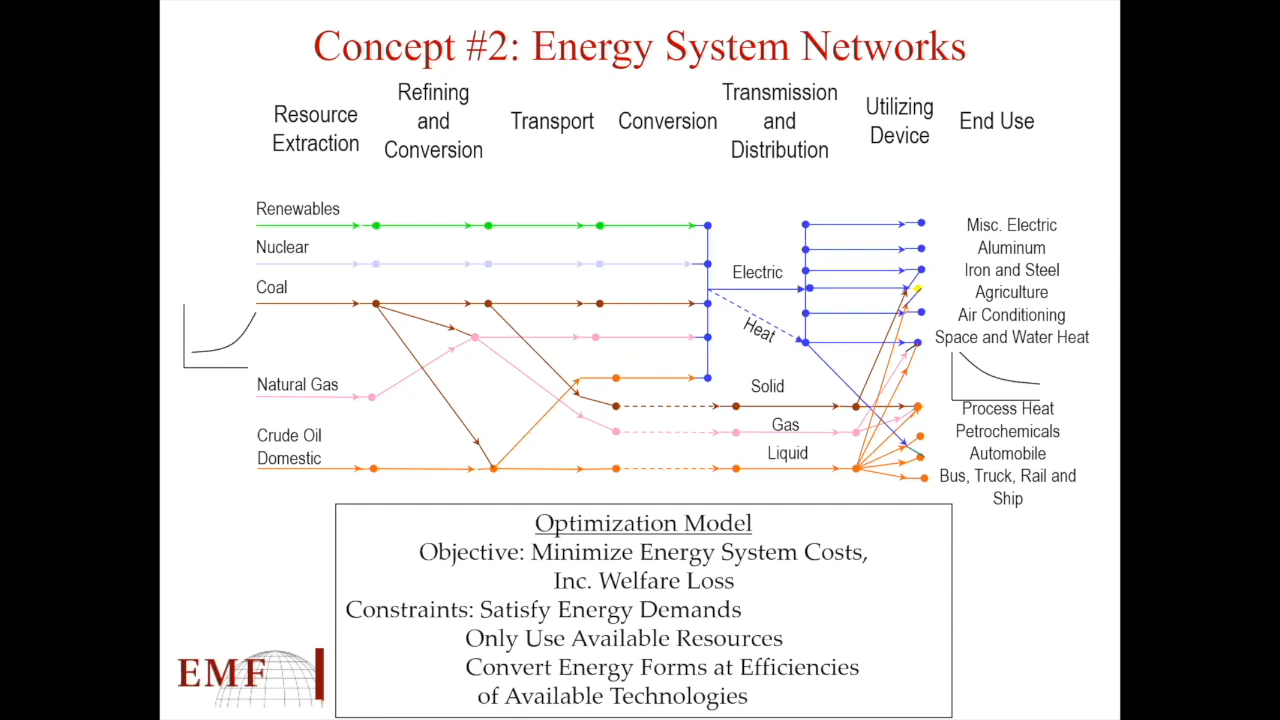 Concept #2: Energy System Networks
Resource
Extraction
Refining
and
Conversion
Transport
Conversion
Transmission
and
Distribution
Utilizing
Device
End Use
Renewables
Nuclear
Coal
Natural Gas
Crude Oil
Domestic
Electric
Heat
Solid
Gas
Liquid
Misc. Electric
Aluminum
Iron and Steel
Agriculture
Air Conditioning
Space and Water Heat
Process Heat
Petrochemicals
Automobile
Bus, Truck, Rail and
Ship
Optimization Model
Objective: Minimize Energy System Costs,
Inc. Welfare Loss
Constraints: Satisfy Energy Demands
Only Use Available Resources
Convert Energy Forms at Efficiencies
of Available Technologies
EMF